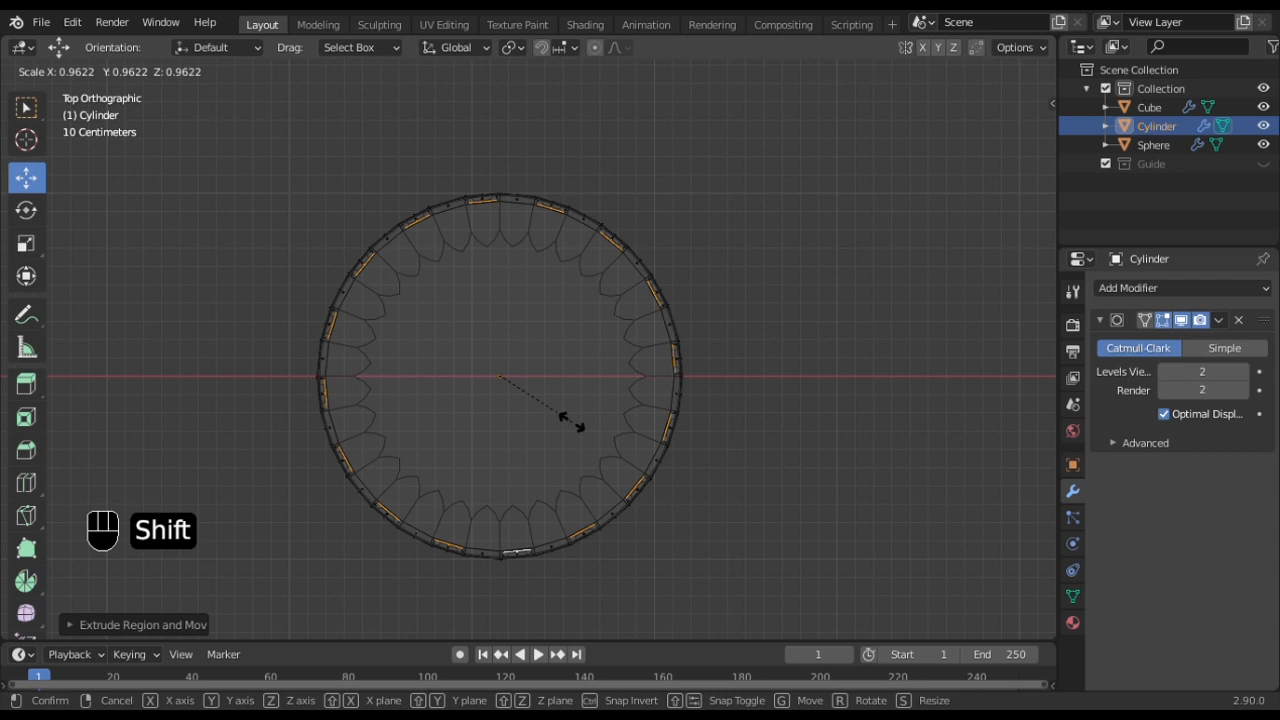 File Edit Render Window Help Layout Modeling Sculpting UV Editing Texture Paint Shading Animation Rendering Compositing Scripting + Scene View Layer
Orientation: Default Drag: Select Box Global X Y Z Options
Scale X: 0.9622 Y: 0.9622 Z: 0.9622
Top Orthographic
(1) Cylinder
10 Centimeters
Scene Collection
Collection
Cube
Cylinder
Sphere
Guide
Cylinder
Add Modifier
Catmull-Clark Simple
Levels Vie... 2
Render 2
Optimal Displ...
Advanced
Shift
Extrude Region and Mov
Playback Keying View Marker 1 Start 1 End 250
1 20 40 60 80 100 120 140 160 180 200 220 240
Confirm Cancel X X axis Y Y axis Z Z axis X X plane Y Y plane Z Z plane Ctrl Snap Invert Snap Toggle G Move R Rotate S Resize 2.90.0